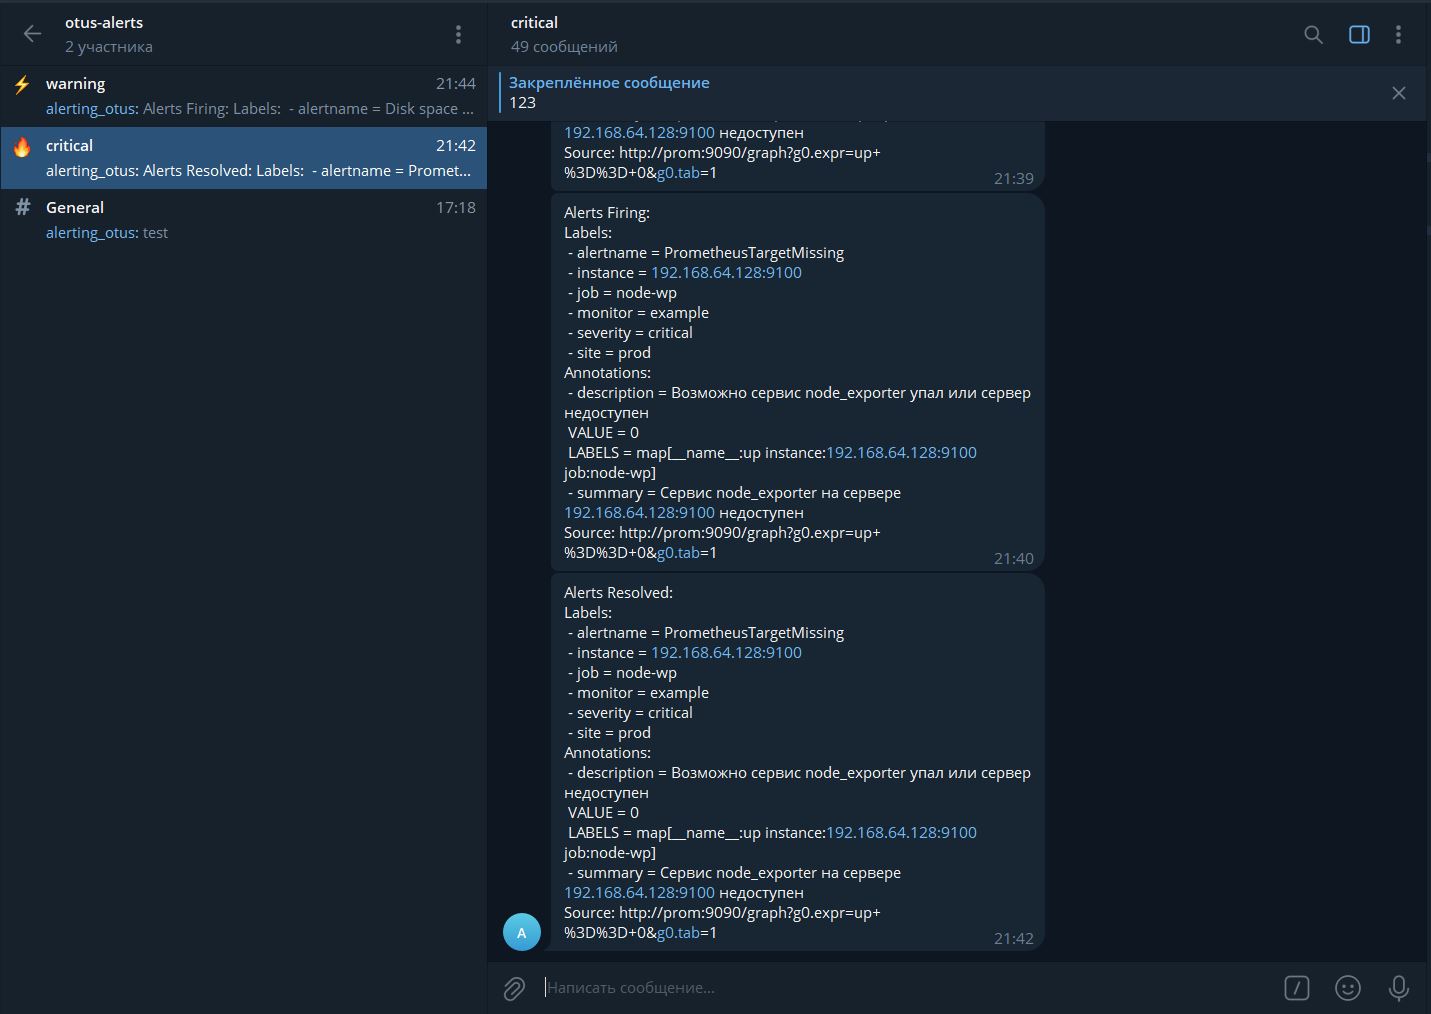 otus-alerts
2 участника
warning 21:44
alerting_otus: Alerts Firing: Labels: - alertname = Disk space ...
critical 21:42
alerting_otus: Alerts Resolved: Labels: - alertname = Promet...
# General 17:18
alerting_otus: test
critical
49 сообщений
Закреплённое сообщение
123
192.168.64.128:9100 недоступен
Source: http://prom:9090/graph?g0.expr=up+
%3D%3D+0&g0.tab=1
21:39
Alerts Firing:
Labels:
- alertname = PrometheusTargetMissing
- instance = 192.168.64.128:9100
- job = node-wp
- monitor = example
- severity = critical
- site = prod
Annotations:
- description = Возможно сервис node_exporter упал или сервер
недоступен
VALUE = 0
LABELS = map[__name__:up instance:192.168.64.128:9100
job:node-wp]
- summary = Сервис node_exporter на сервере
192.168.64.128:9100 недоступен
Source: http://prom:9090/graph?g0.expr=up+
%3D%3D+0&g0.tab=1
21:40
Alerts Resolved:
Labels:
- alertname = PrometheusTargetMissing
- instance = 192.168.64.128:9100
- job = node-wp
- monitor = example
- severity = critical
- site = prod
Annotations:
- description = Возможно сервис node_exporter упал или сервер
недоступен
VALUE = 0
LABELS = map[__name__:up instance:192.168.64.128:9100
job:node-wp]
- summary = Сервис node_exporter на сервере
192.168.64.128:9100 недоступен
Source: http://prom:9090/graph?g0.expr=up+
%3D%3D+0&g0.tab=1
21:42
A
Написать сообщение...